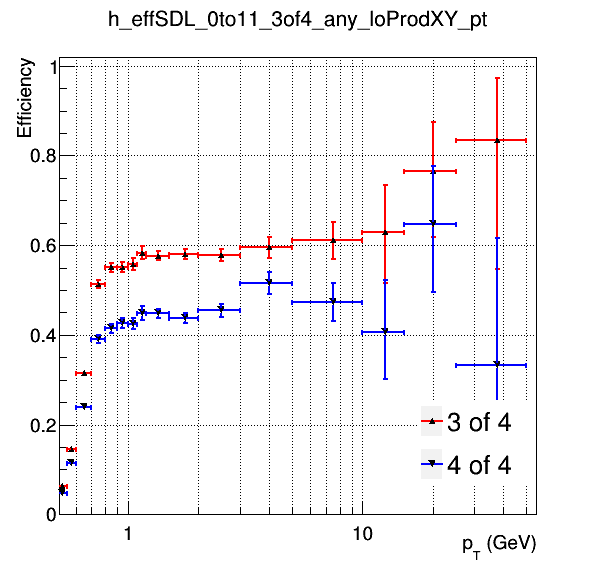 h_effSDL_0to11_3of4_any_loProdXY_pt
Efficiency
1
0.8
0.6
0.4
0.2
0
3 of 4
4 of 4
1
10
p_T (GeV)